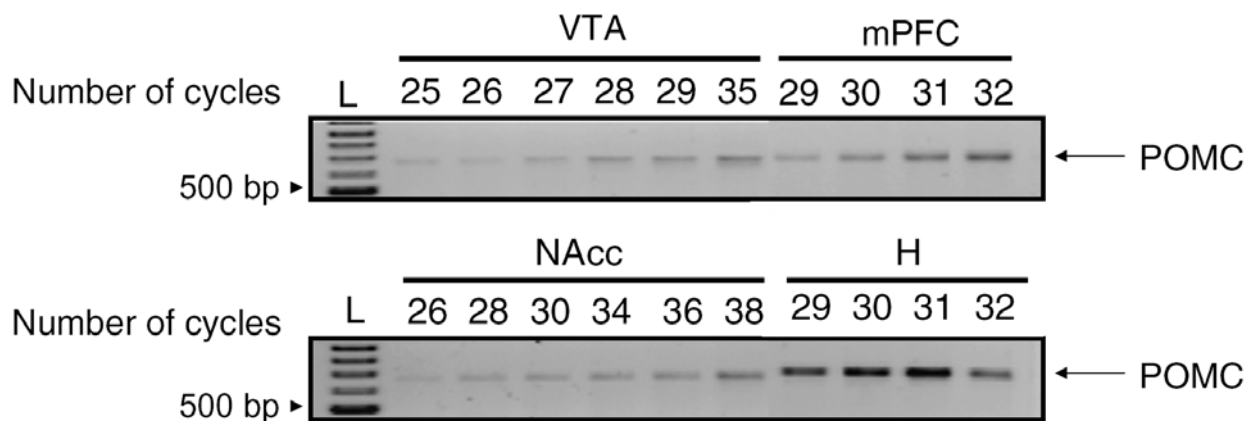 VTA mPFC
Number of cycles L 25 26 27 28 29 35 29 30 31 32
POMC
500 bp
NAcc H
Number of cycles L 26 28 30 34 36 38 29 30 31 32
POMC
500 bp